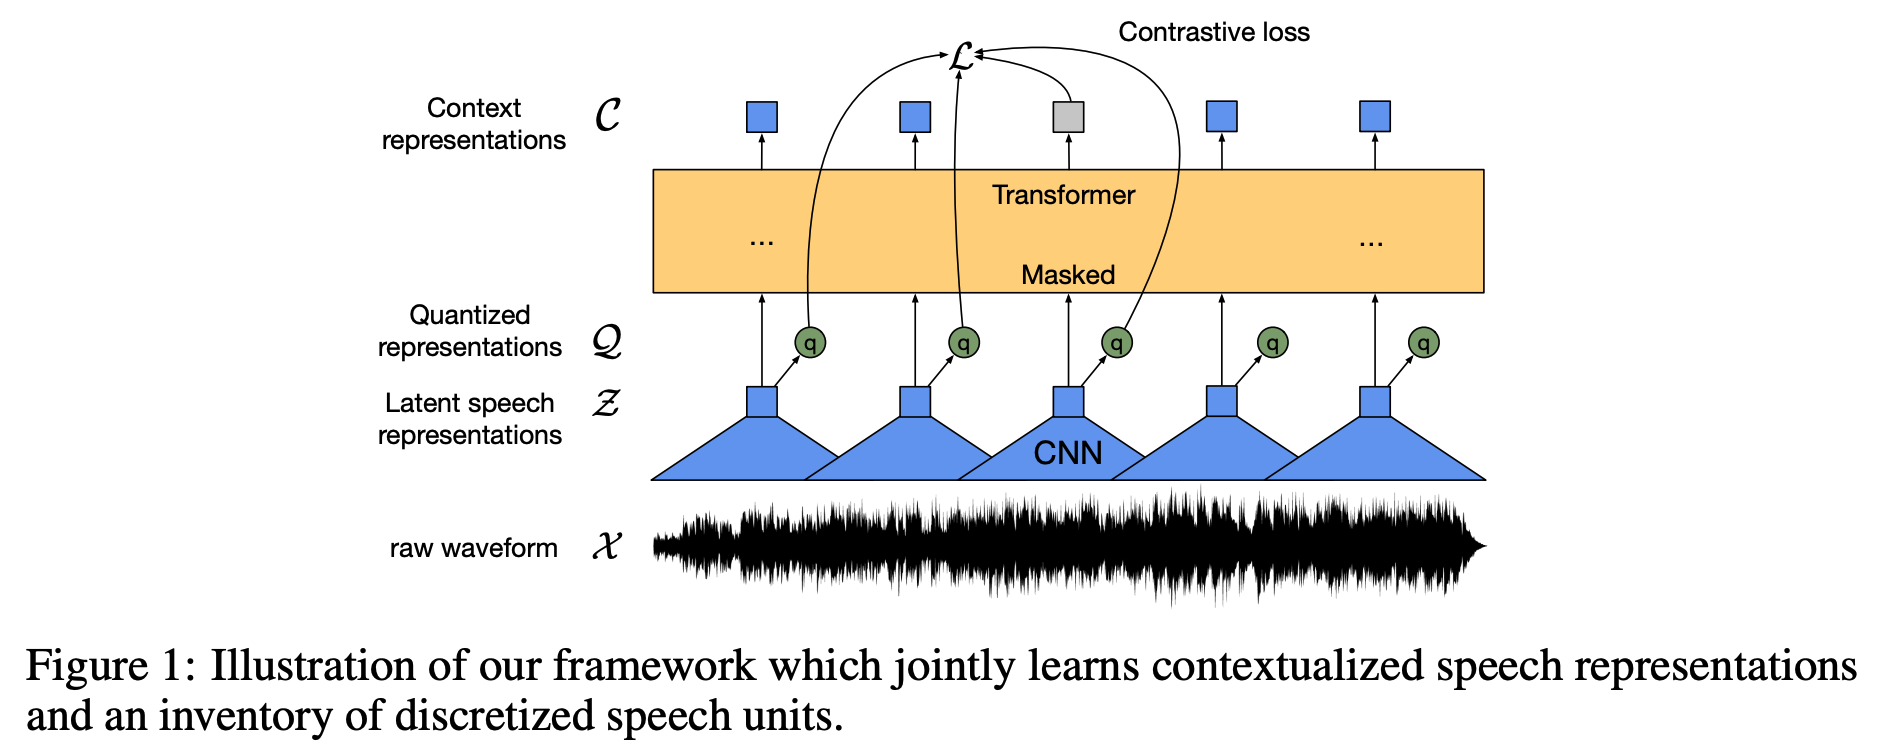 Contrastive loss
ℒ
Context
representations
𝒞
Transformer
... ...
Masked
Quantized
representations
𝒬
q q q q q
Latent speech
representations
𝒵
CNN
raw waveform
𝒳
Figure 1: Illustration of our framework which jointly learns contextualized speech representations
and an inventory of discretized speech units.